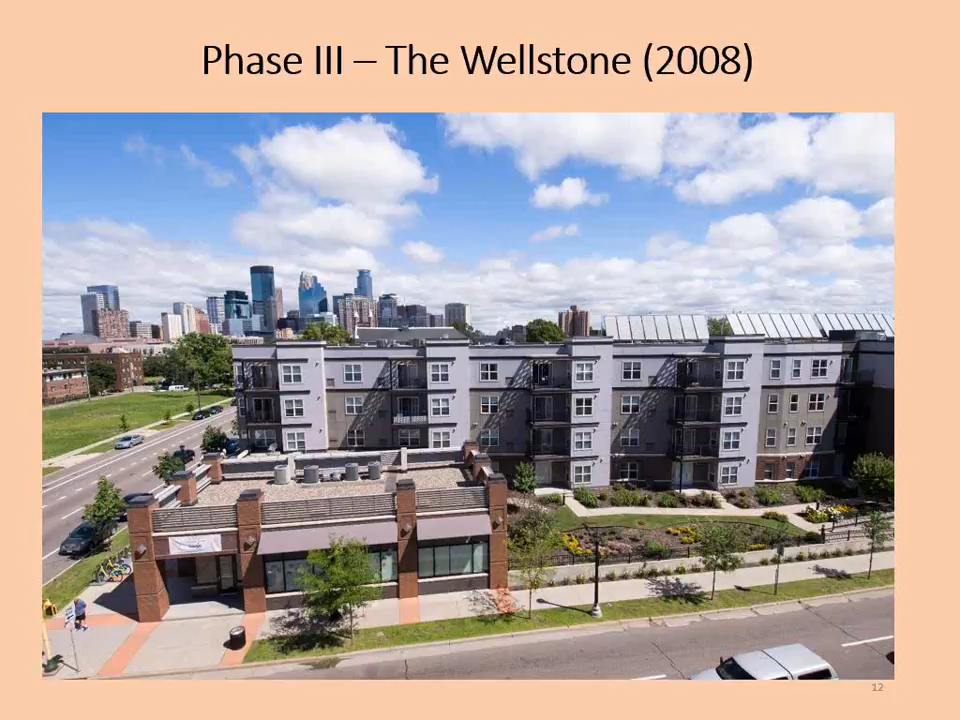 Phase III – The Wellstone (2008)
12